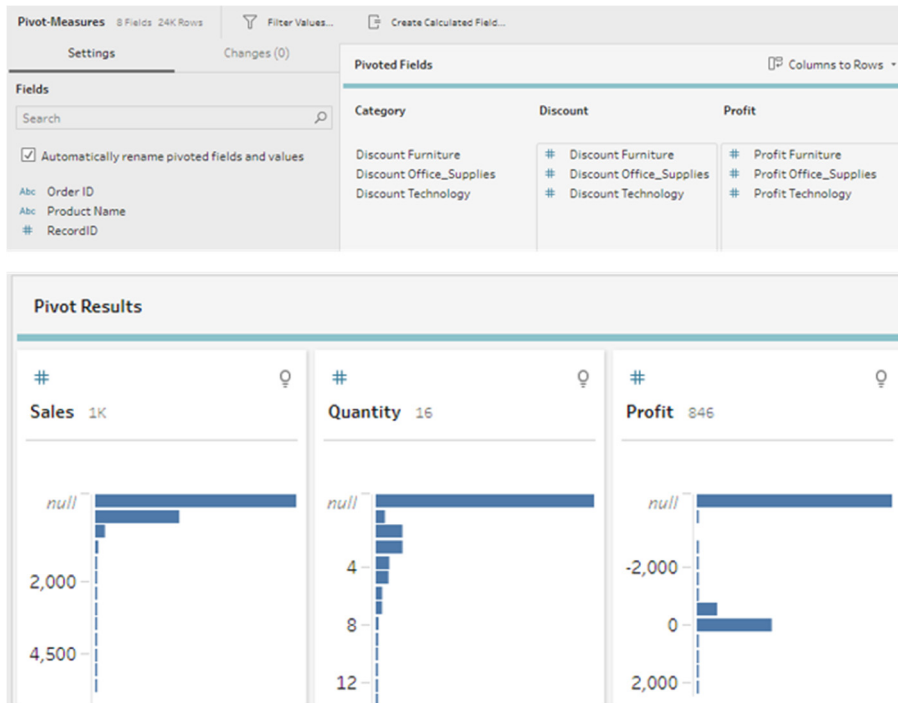 Pivot-Measures 8 Fields 24K Rows Filter Values... Create Calculated Field...
Settings Changes (0)
Pivoted Fields Columns to Rows
Fields
Search
Category Discount Profit
Automatically rename pivoted fields and values
Discount Furniture # Discount Furniture # Profit Furniture
Discount Office_Supplies # Discount Office_Supplies # Profit Office_Supplies
Discount Technology # Discount Technology # Profit Technology
Abc Order ID
Abc Product Name
# RecordID
Pivot Results
# # #
Sales 1K Quantity 16 Profit 846
null null null
2,000 4 -2,000
8 0
4,500
12 2,000